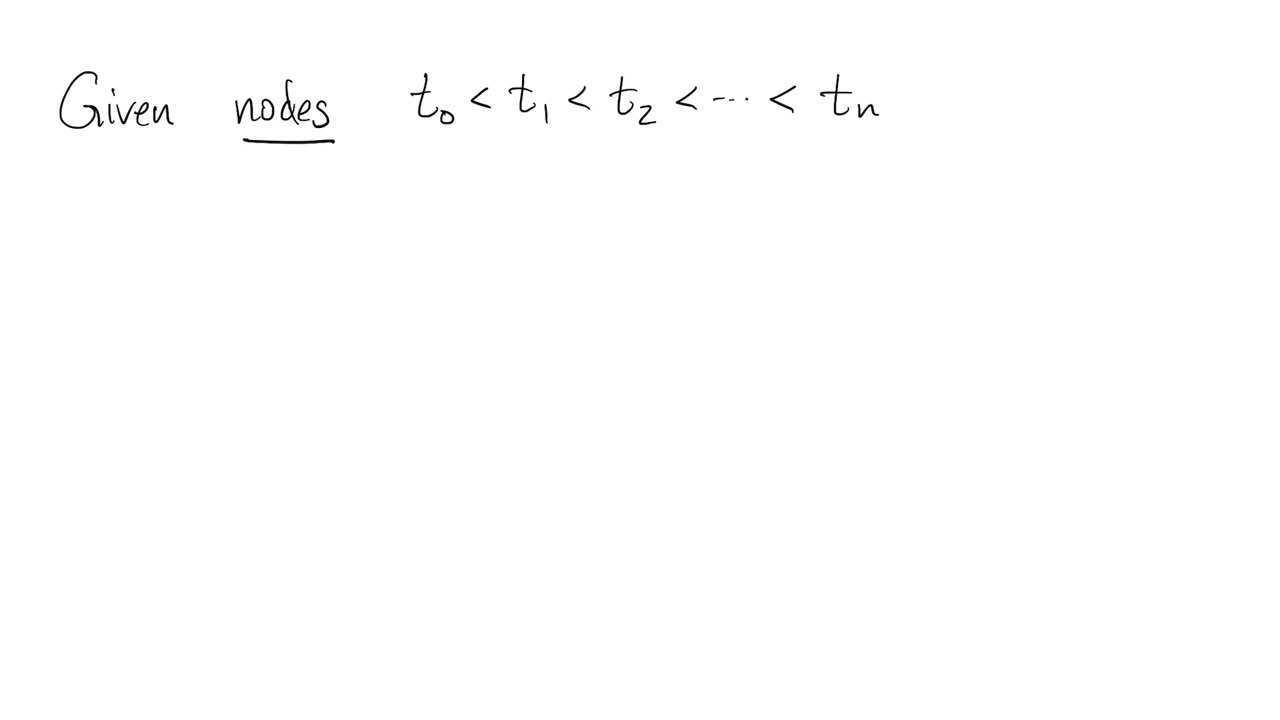 Given nodes t₀ < t₁ < t₂ < ... < tₙ